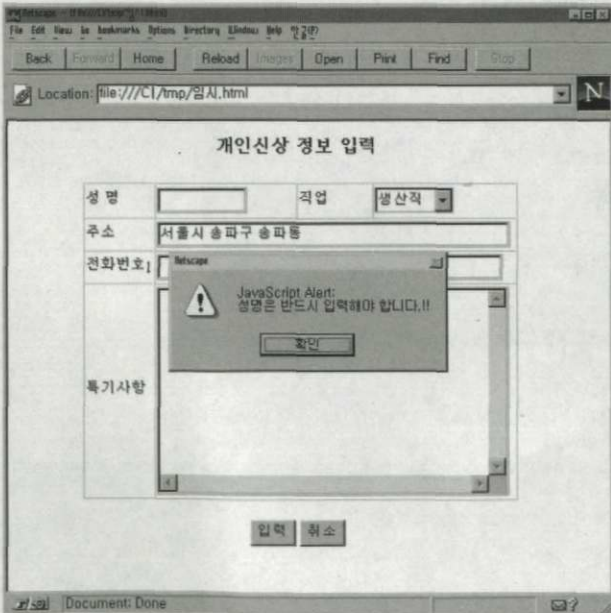 File Edit View Go Bookmarks Options Directory Window Help
Back Forward Home Reload Images Open Print Find Stop
Location: file:///C|/tmp/임시.html
N
개인신상 정보 입력
성 명
직업 생산직
주소 서울시 송파구 송파동
전화번호
Netscape
JavaScript Alert:
성명은 반드시 입력해야 합니다.!!
확인
특기사항
입력 취소
Document: Done